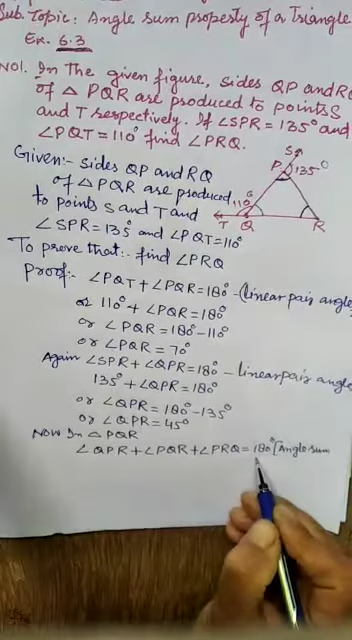 Sub. Topic: Angle sum property of a Triangle
Ex. 6.3
No1. In the given figure, sides QP and RQ
of △ PQR are produced to points S
and T respectively. If ∠SPR = 135° and
∠PQT = 110° find ∠PRQ.
Given:- Sides QP and RQ
of △ PQR are produced
to points S and T and
∠SPR = 135° and ∠PQT = 110°
S
P 135°
110°
T Q R
To prove that:- find ∠PRQ
Proof:- ∠PQT + ∠PQR = 180° - (linear pair angle
or 110° + ∠PQR = 180°
or ∠PQR = 180° - 110°
or ∠PQR = 70°
Again ∠SPR + ∠QPR = 180° - linear pair angle
135° + ∠QPR = 180°
or ∠QPR = 180° - 135°
or ∠QPR = 45°
Now In △ PQR
∠QPR + ∠PQR + ∠PRQ = 180° [Angle sum